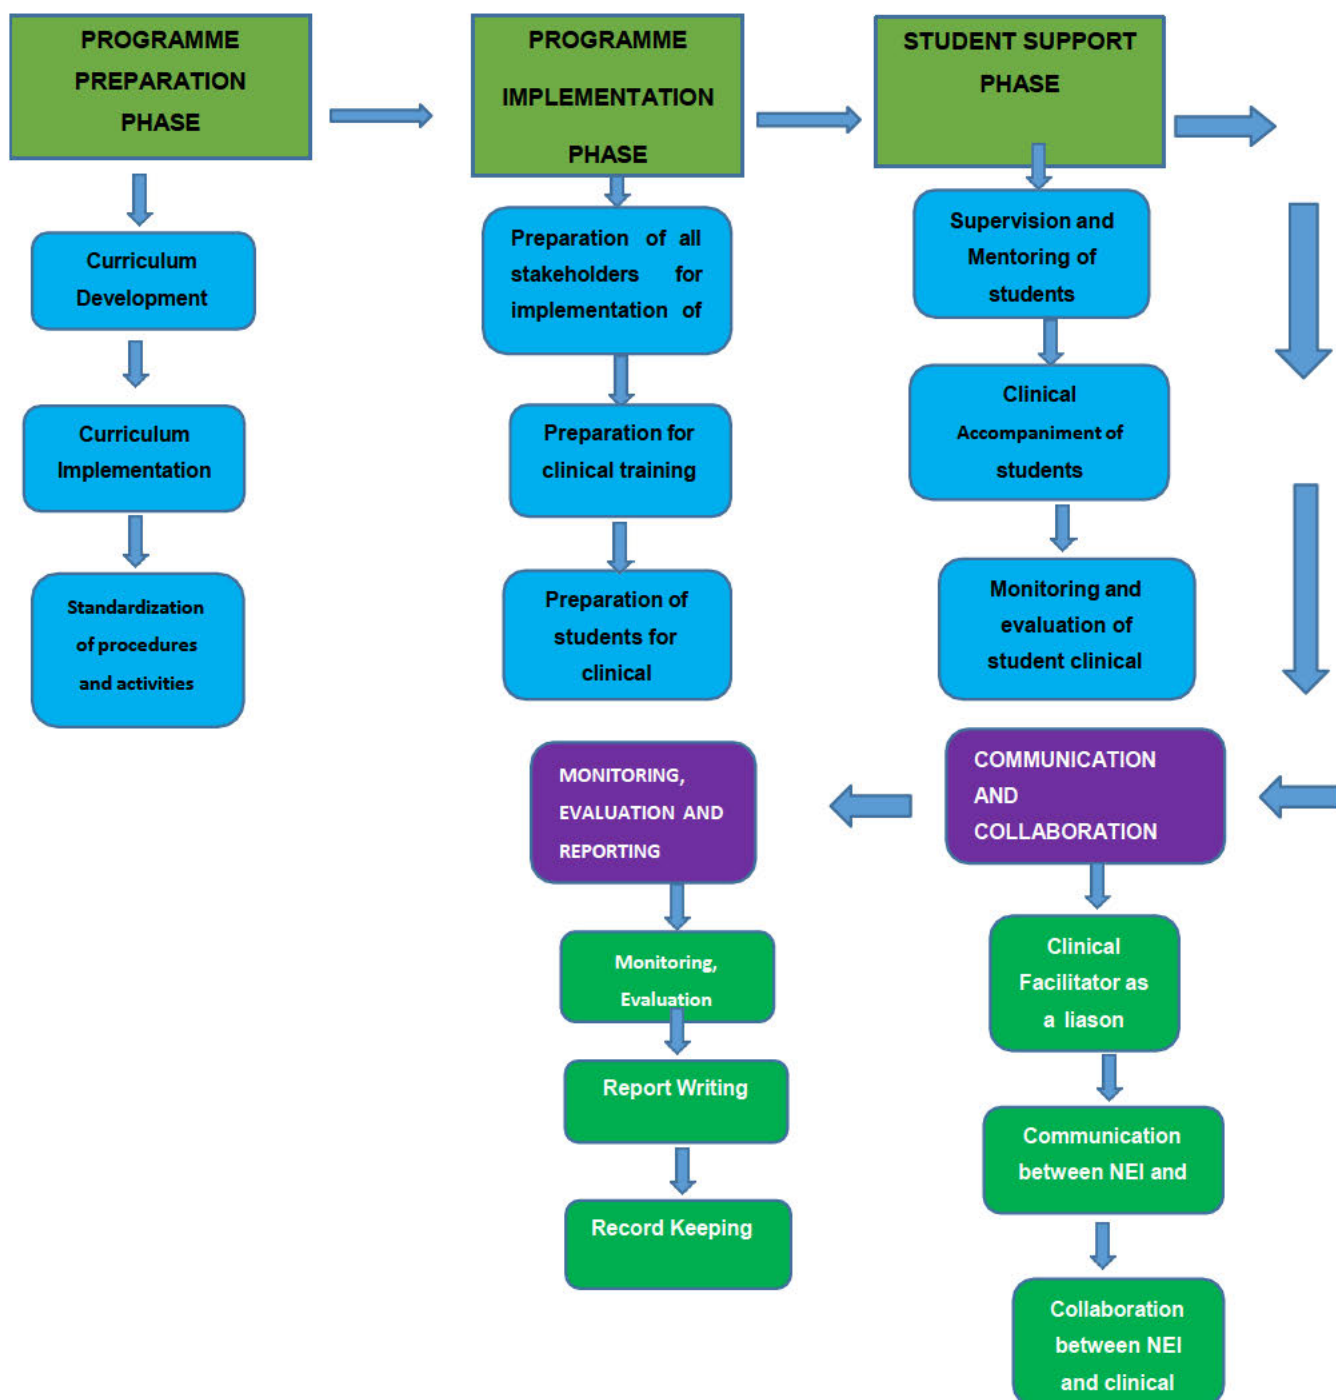 PROGRAMME
PREPARATION
PHASE
Curriculum
Development
Curriculum
Implementation
Standardization
of procedures
and activities
PROGRAMME
IMPLEMENTATION
PHASE
Preparation of all
stakeholders for
implementation of
Preparation for
clinical training
Preparation of
students for
clinical
STUDENT SUPPORT
PHASE
Supervision and
Mentoring of
students
Clinical
Accompaniment of
students
Monitoring and
evaluation of
student clinical
COMMUNICATION
AND
COLLABORATION
Clinical
Facilitator as
a liason
Communication
between NEI and
Collaboration
between NEI
and clinical
MONITORING,
EVALUATION AND
REPORTING
Monitoring,
Evaluation
Report Writing
Record Keeping